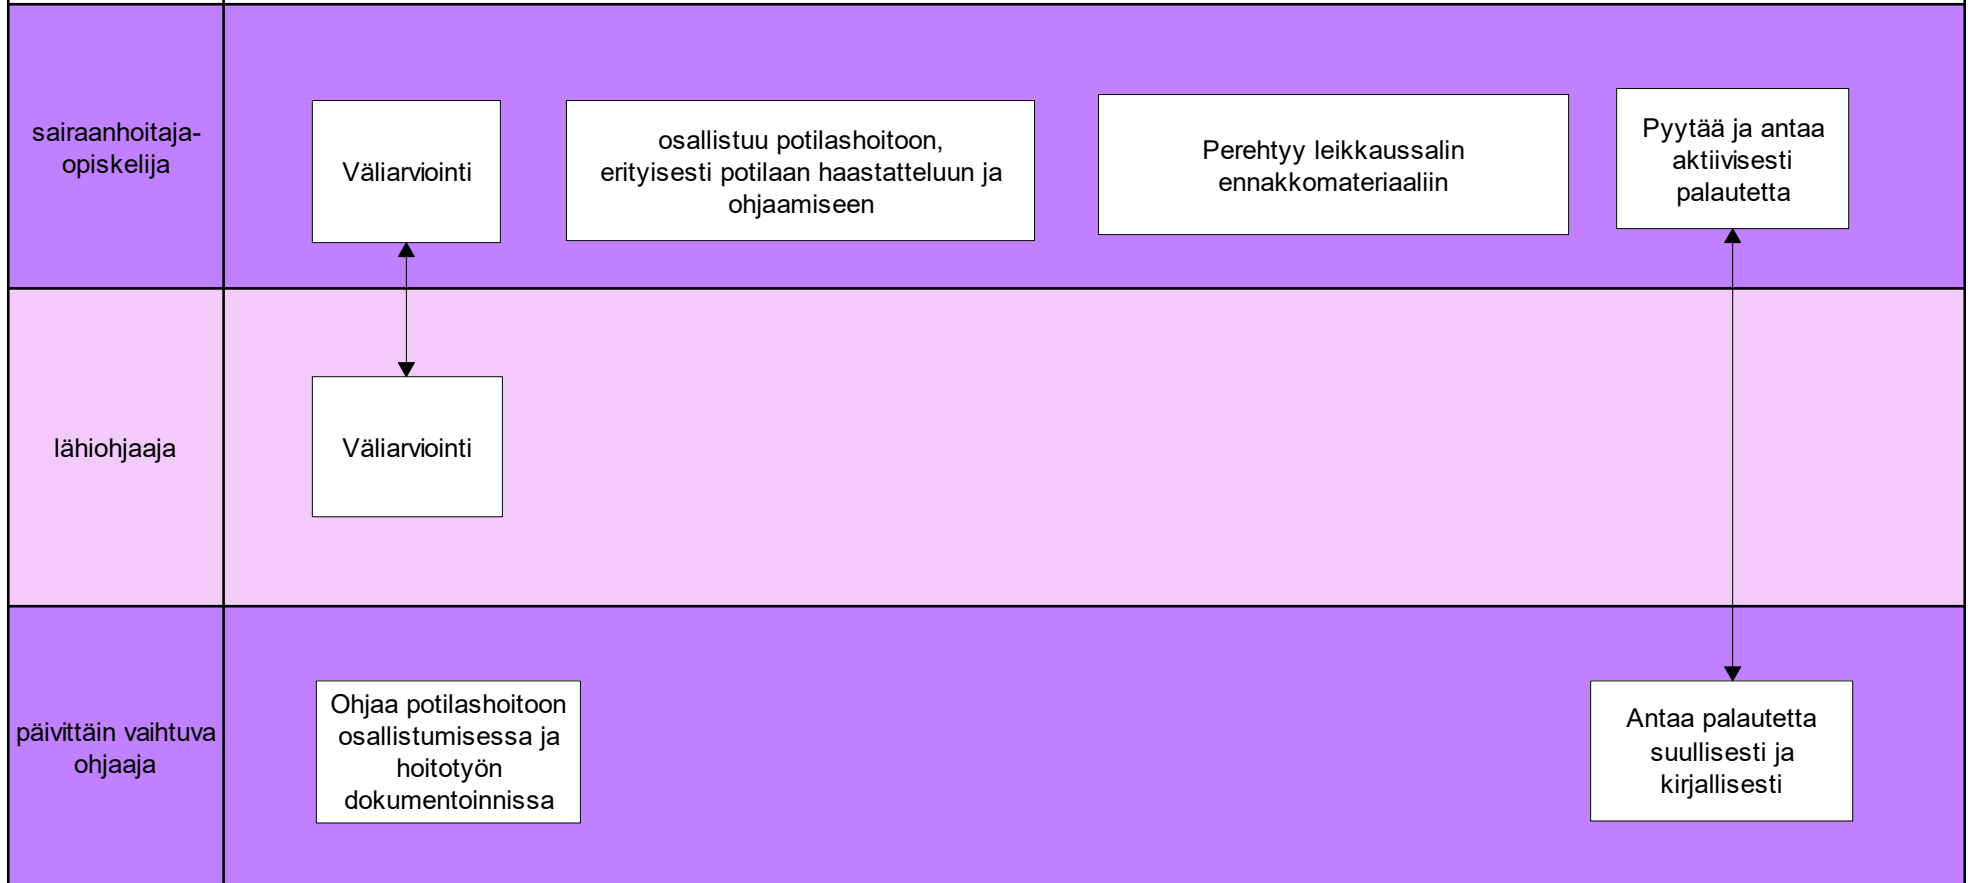 sairaanhoitaja-
opiskelija
Väliarviointi
osallistuu potilashoitoon,
erityisesti potilaan haastatteluun ja
ohjaamiseen
Perehtyy leikkaussalin
ennakkomateriaaliin
Pyytää ja antaa
aktiivisesti
palautetta
lähiohjaaja
Väliarviointi
päivittäin vaihtuva
ohjaaja
Ohjaa potilashoitoon
osallistumisessa ja
hoitotyön
dokumentoinnissa
Antaa palautetta
suullisesti ja
kirjallisesti